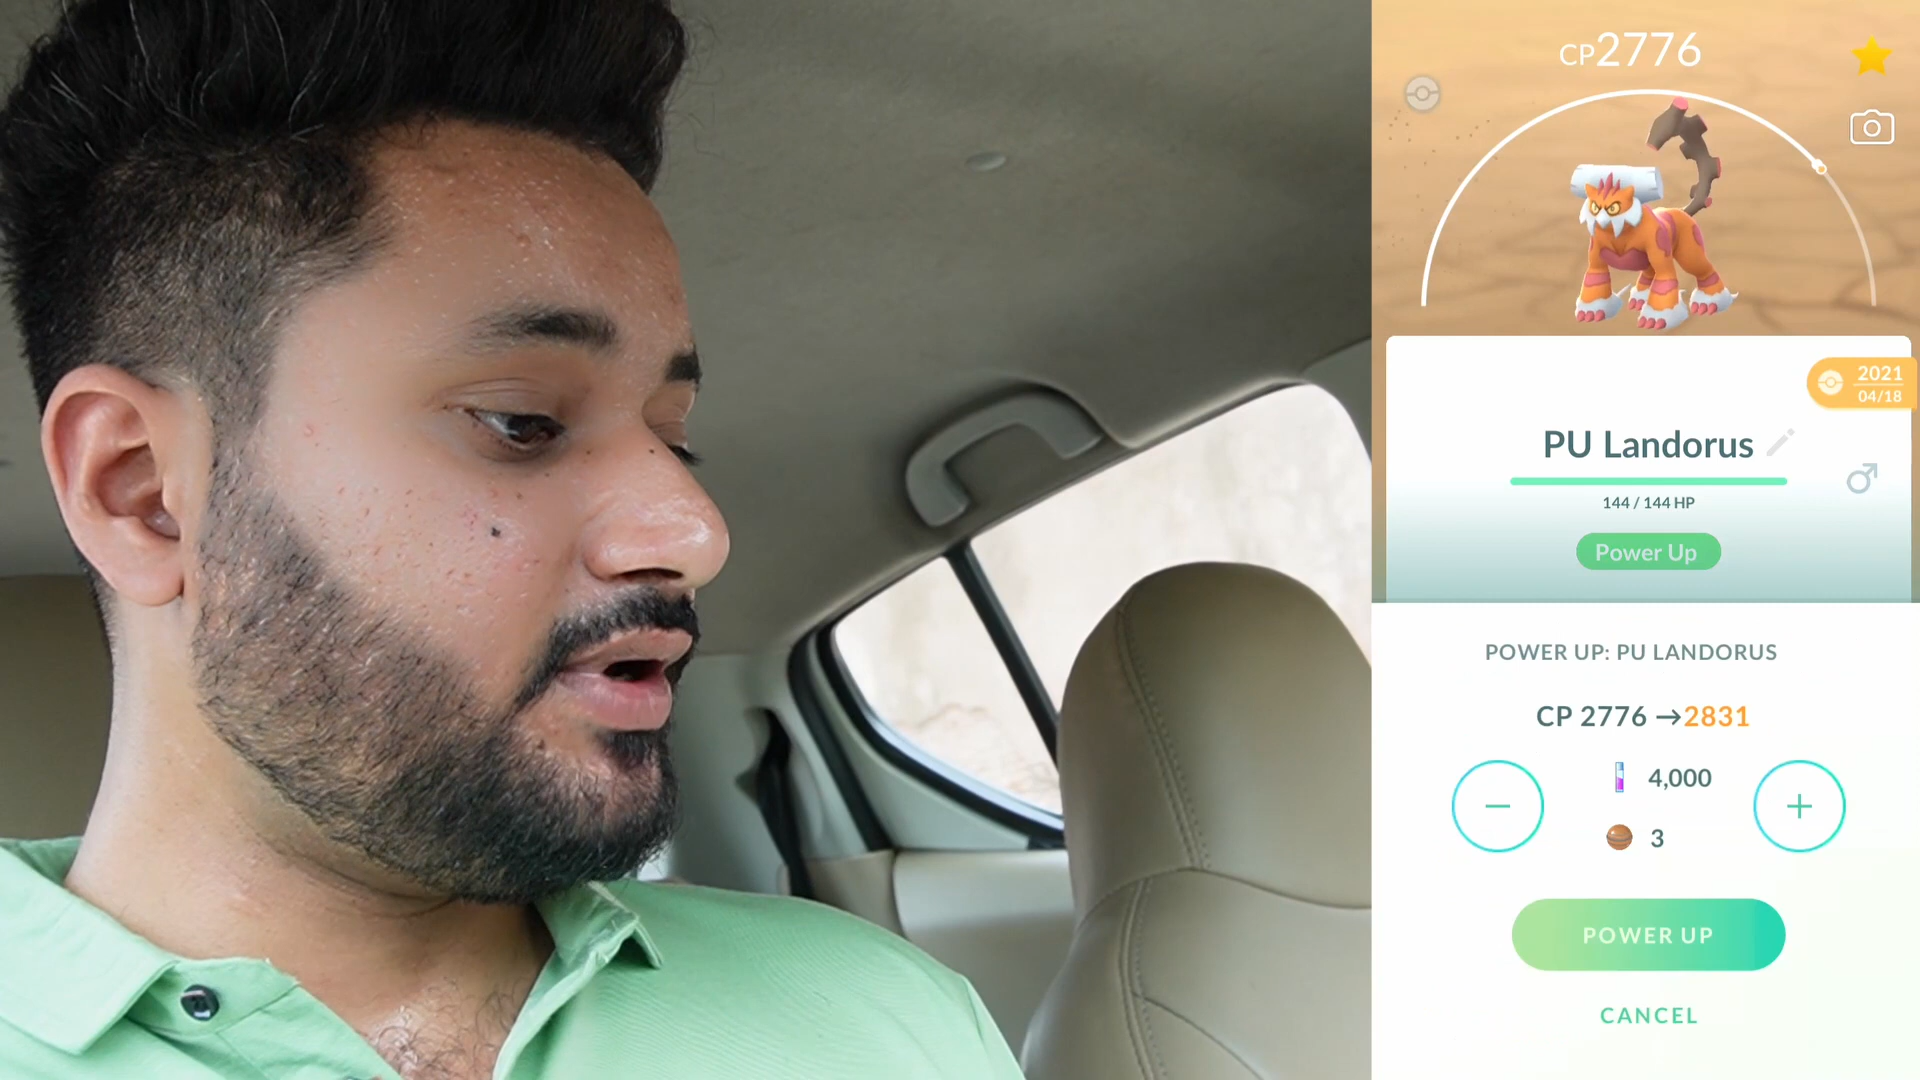 CP2776
2021
04/18
PU Landorus
144 / 144 HP
Power Up
POWER UP: PU LANDORUS
CP 2776 →2831
4,000
3
POWER UP
CANCEL